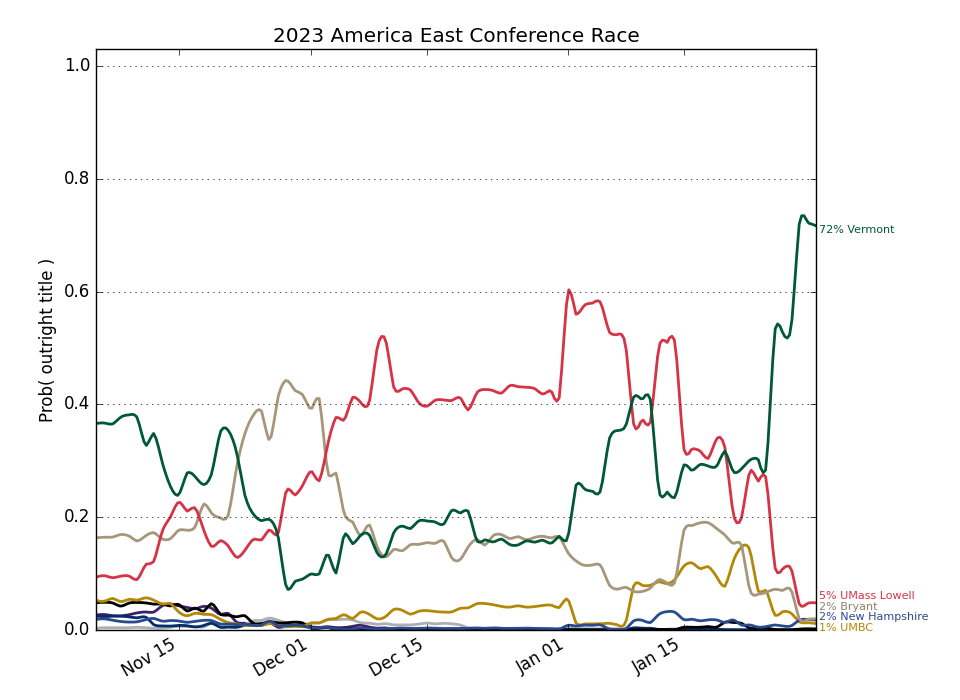 2023 America East Conference Race
Prob( outright title )
1.0
0.8
0.6
0.4
0.2
0.0
Nov 15
Dec 01
Dec 15
Jan 01
Jan 15
72% Vermont
5% UMass Lowell
2% Bryant
2% New Hampshire
1% UMBC